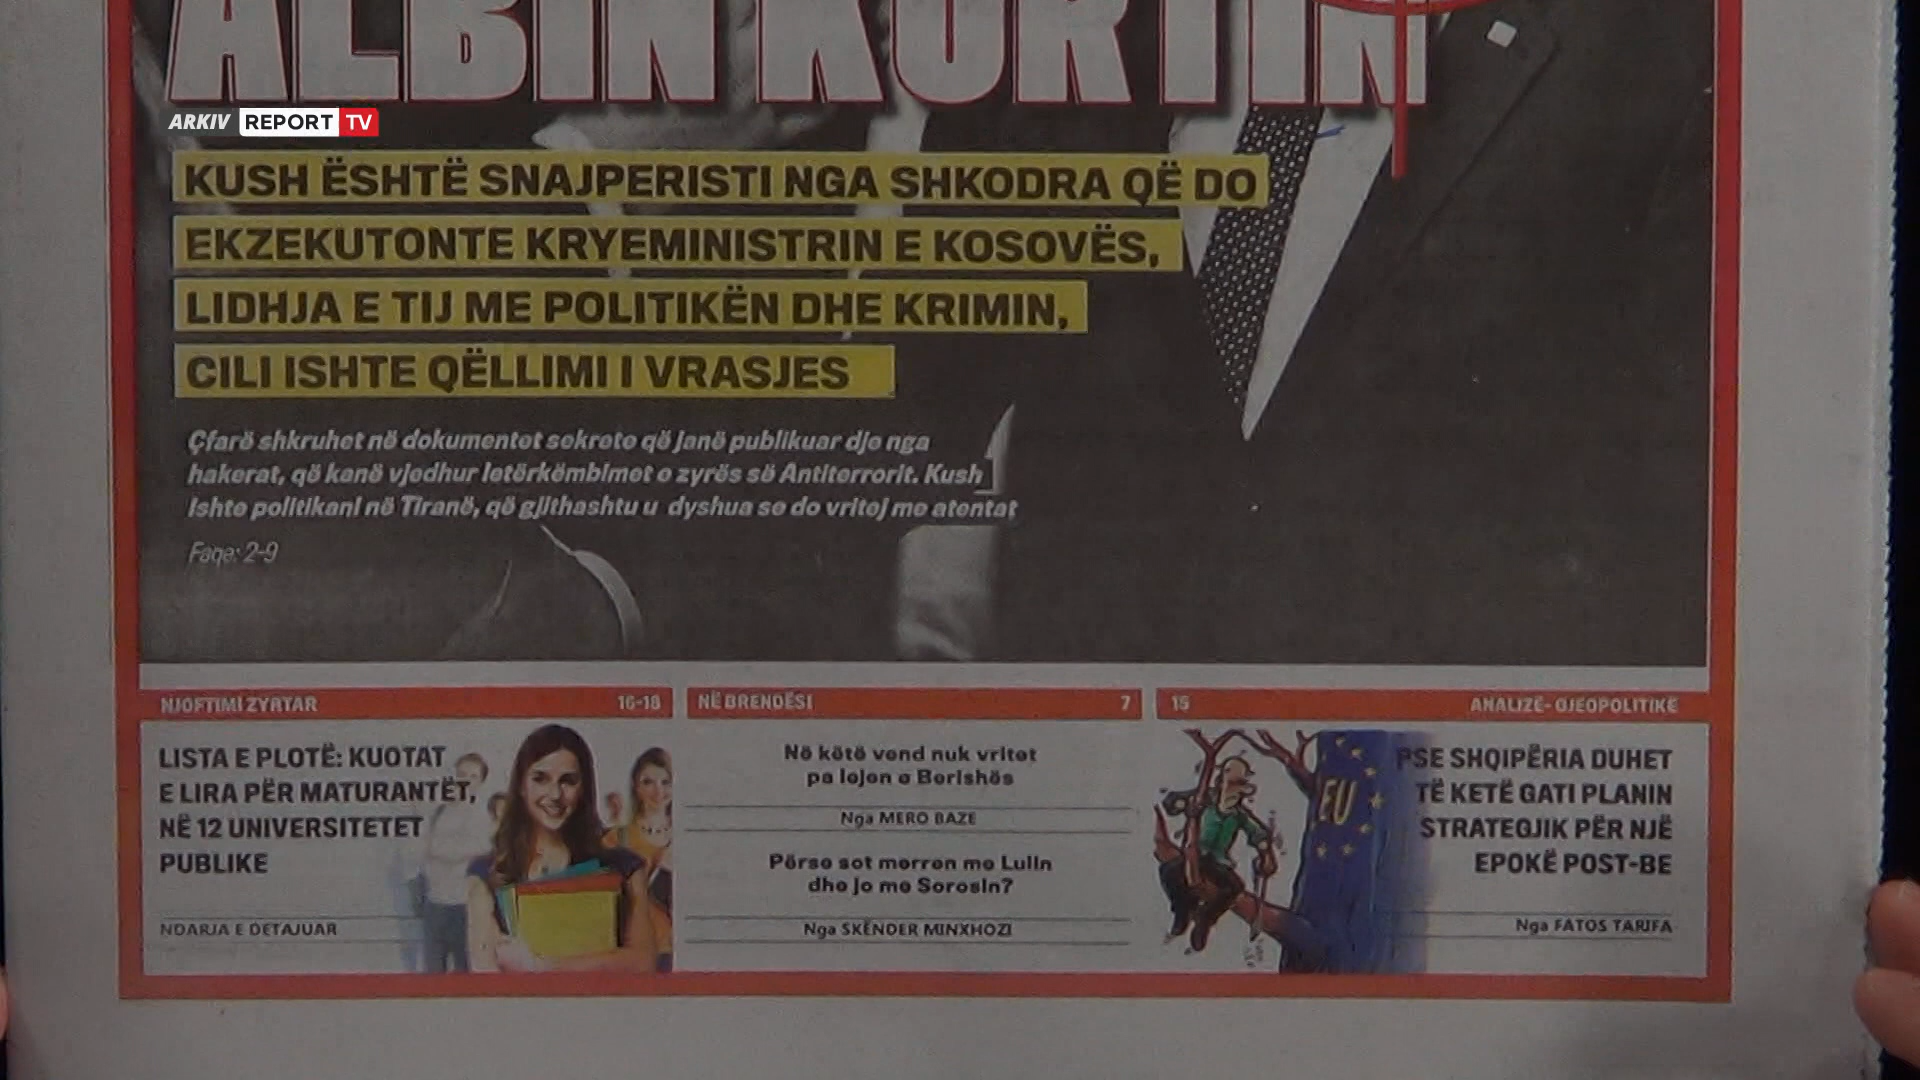 ALBIN KURTIN
ARKIV REPORT TV
KUSH ËSHTË SNAJPERISTI NGA SHKODRA QË DO
EKZEKUTONTE KRYEMINISTRIN E KOSOVËS,
LIDHJA E TIJ ME POLITIKËN DHE KRIMIN,
CILI ISHTE QËLLIMI I VRASJES
Çfarë shkruhet në dokumentet sekrete që janë publikuar dje nga
hakerat, që kanë vjedhur letërkëmbimet e zyrës së Antiterrorit. Kush
ishte politikani në Tiranë, që gjithashtu u dyshua se do vritej me atentat
Faqe: 2-9
NJOFTIMI ZYRTAR 16-18
LISTA E PLOTË: KUOTAT
E LIRA PËR MATURANTËT,
NË 12 UNIVERSITETET
PUBLIKE
NDARJA E DETAJUAR
NË BRENDËSI 7
Në këtë vend nuk vritet
pa lejen e Berishës
Nga MERO BAZE
Përse sot merren me Lulin
dhe jo me Sorosin?
Nga SKËNDER MINXHOZI
15 ANALIZË- GJEOPOLITIKË
EU
PSE SHQIPËRIA DUHET
TË KETË GATI PLANIN
STRATEGJIK PËR NJË
EPOKË POST-BE
Nga FATOS TARIFA